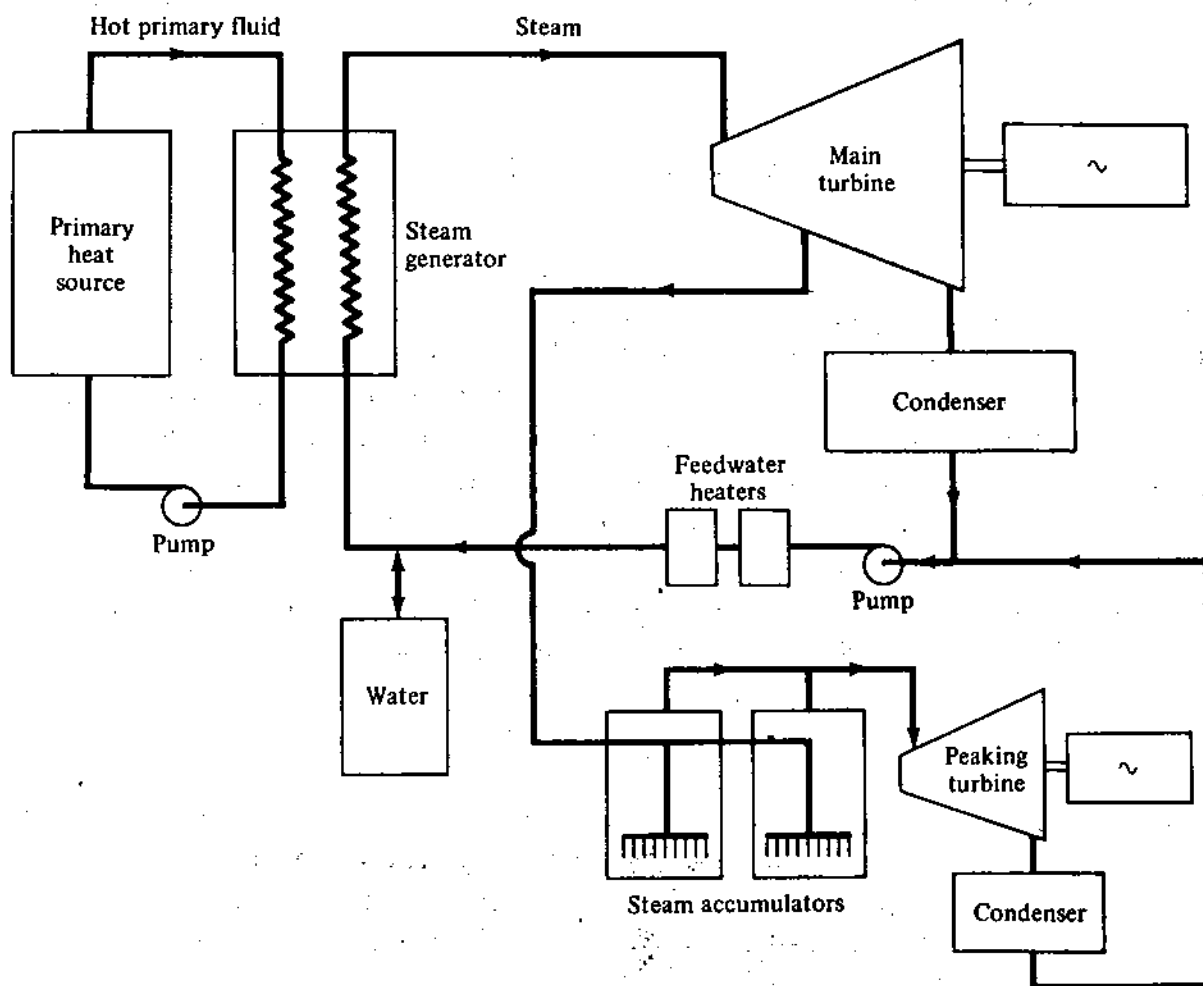 Hot primary fluid
Steam
Primary
heat
source
Steam
generator
Main
turbine
~
Condenser
Pump
Feedwater
heaters
Pump
Water
Steam accumulators
Peaking
turbine
~
Condenser